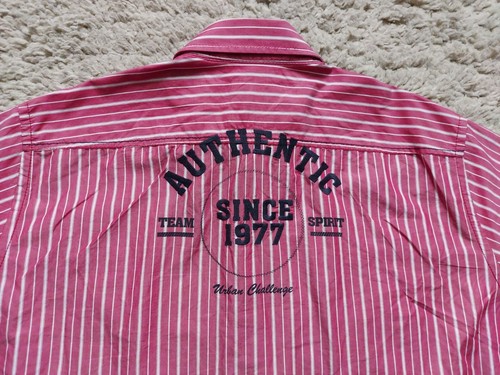 AUTHENTIC
TEAM SINCE SPIRIT
1977
Urban Challenge